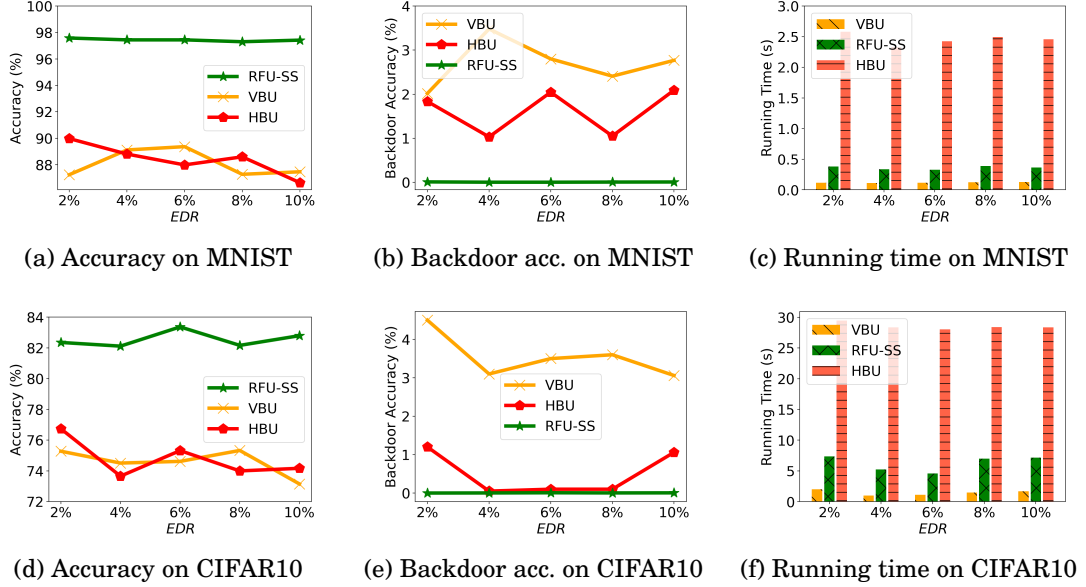 100
98
96
94
92
90
88
Accuracy (%)
RFU-SS
VBU
HBU
2% 4% 6% 8% 10%
EDR
(a) Accuracy on MNIST
4
3
2
1
0
Backdoor Accuracy (%)
VBU
HBU
RFU-SS
2% 4% 6% 8% 10%
EDR
(b) Backdoor acc. on MNIST
3.0
2.5
2.0
1.5
1.0
0.5
0.0
Running Time (s)
VBU
RFU-SS
HBU
2% 4% 6% 8% 10%
EDR
(c) Running time on MNIST
84
82
80
78
76
74
72
Accuracy (%)
RFU-SS
VBU
HBU
2% 4% 6% 8% 10%
EDR
(d) Accuracy on CIFAR10
4
3
2
1
0
Backdoor Accuracy (%)
VBU
HBU
RFU-SS
2% 4% 6% 8% 10%
EDR
(e) Backdoor acc. on CIFAR10
30
25
20
15
10
5
0
Running Time (s)
VBU
RFU-SS
HBU
2% 4% 6% 8% 10%
EDR
(f) Running time on CIFAR10